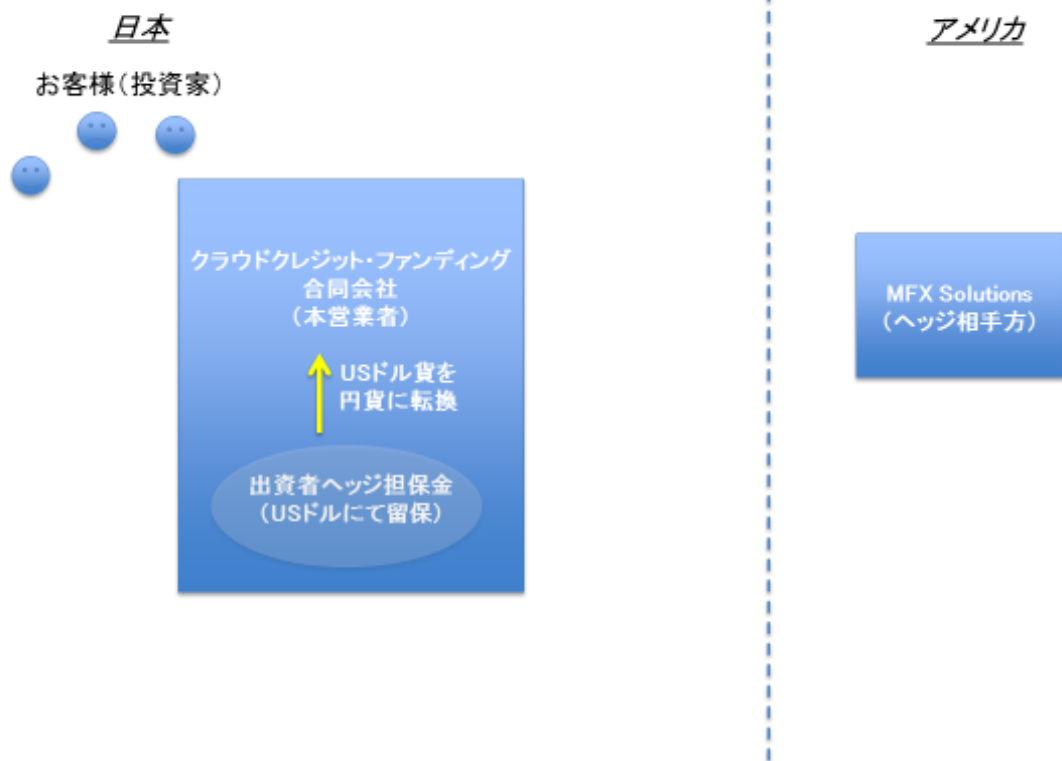 日本
アメリカ
お客様(投資家)
クラウドクレジット・ファンディング
合同会社
(本営業者)
MFX Solutions
(ヘッジ相手方)
USドル貨を
円貨に転換
出資者ヘッジ担保金
(USドルにて留保)